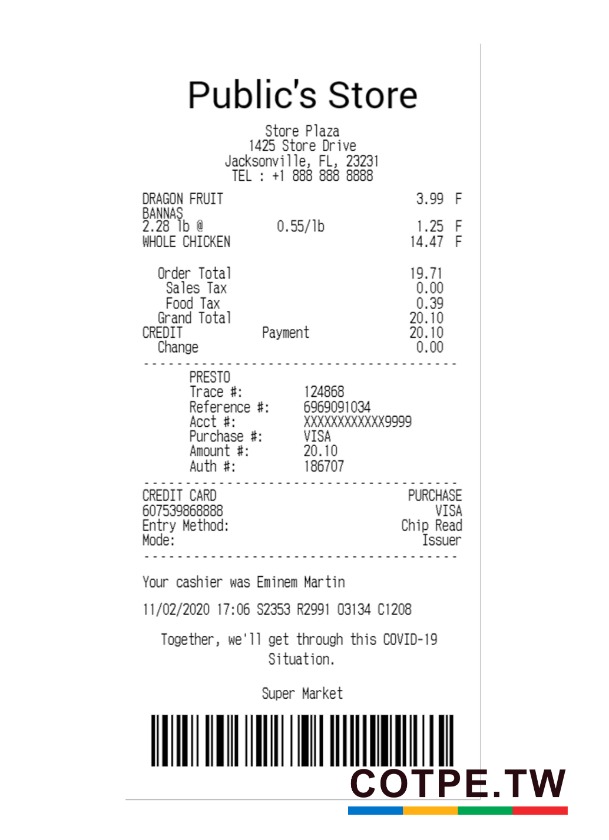 Public's Store
Store Plaza
1425 Store Drive
Jacksonville, FL, 23231
TEL : +1 888 888 8888
DRAGON FRUIT 3.99 F
BANNAS
2.28 lb @ 0.55/lb 1.25 F
WHOLE CHICKEN 14.47 F
Order Total 19.71
Sales Tax 0.00
Food Tax 0.39
Grand Total 20.10
CREDIT Payment 20.10
Change 0.00
PRESTO
Trace #: 124868
Reference #: 6969091034
Acct #: XXXXXXXXXXXX9999
Purchase #: VISA
Amount #: 20.10
Auth #: 186707
CREDIT CARD PURCHASE
607539868888 VISA
Entry Method: Chip Read
Mode: Issuer
Your cashier was Eminem Martin
11/02/2020 17:06 S2353 R2991 03134 C1208
Together, we'll get through this COVID-19
Situation.
Super Market
COTPE.TW